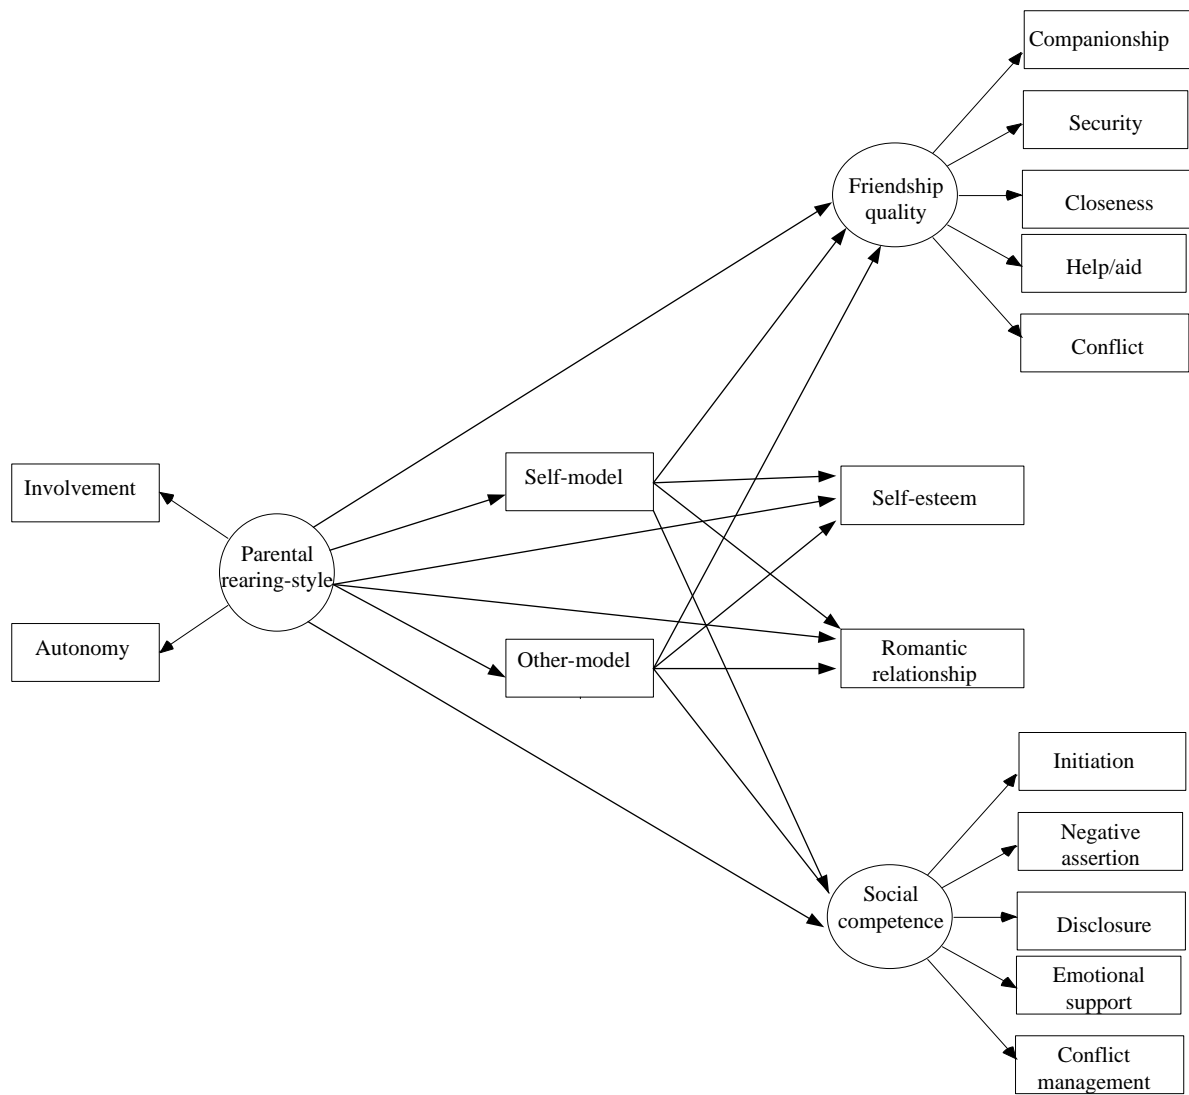 Companionship
Security
Friendship
quality
Closeness
Help/aid
Conflict
Involvement
Self-model
Self-esteem
Parental
rearing-style
Autonomy
Other-model
Romantic
relationship
Initiation
Negative
assertion
Social
competence
Disclosure
Emotional
support
Conflict
management